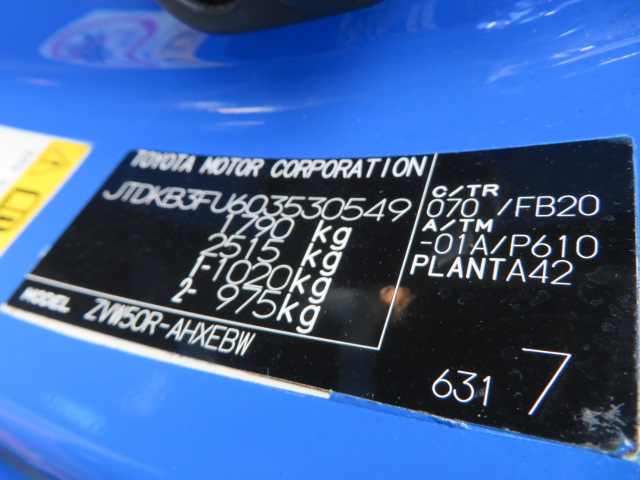 TOYOTA MOTOR CORPORATION
JTDKB3FU603530549
1790 kg
2515 kg
1-1020kg
2- 975kg
MODEL ZVW50R-AHXEBW
C/TR
070 /FB20
A/TM
-01A/P610
PLANTA42
631 7